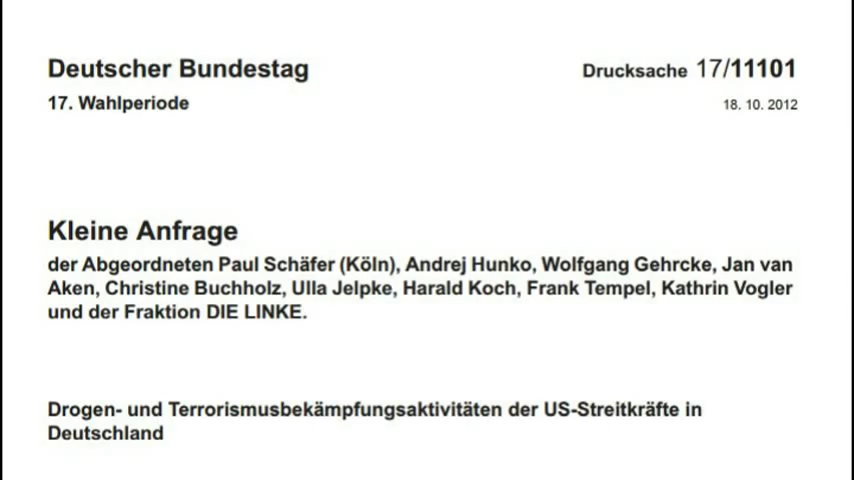 Deutscher Bundestag
Drucksache 17/11101
17. Wahlperiode
18. 10. 2012
Kleine Anfrage
der Abgeordneten Paul Schäfer (Köln), Andrej Hunko, Wolfgang Gehrcke, Jan van
Aken, Christine Buchholz, Ulla Jelpke, Harald Koch, Frank Tempel, Kathrin Vogler
und der Fraktion DIE LINKE.
Drogen- und Terrorismusbekämpfungsaktivitäten der US-Streitkräfte in
Deutschland